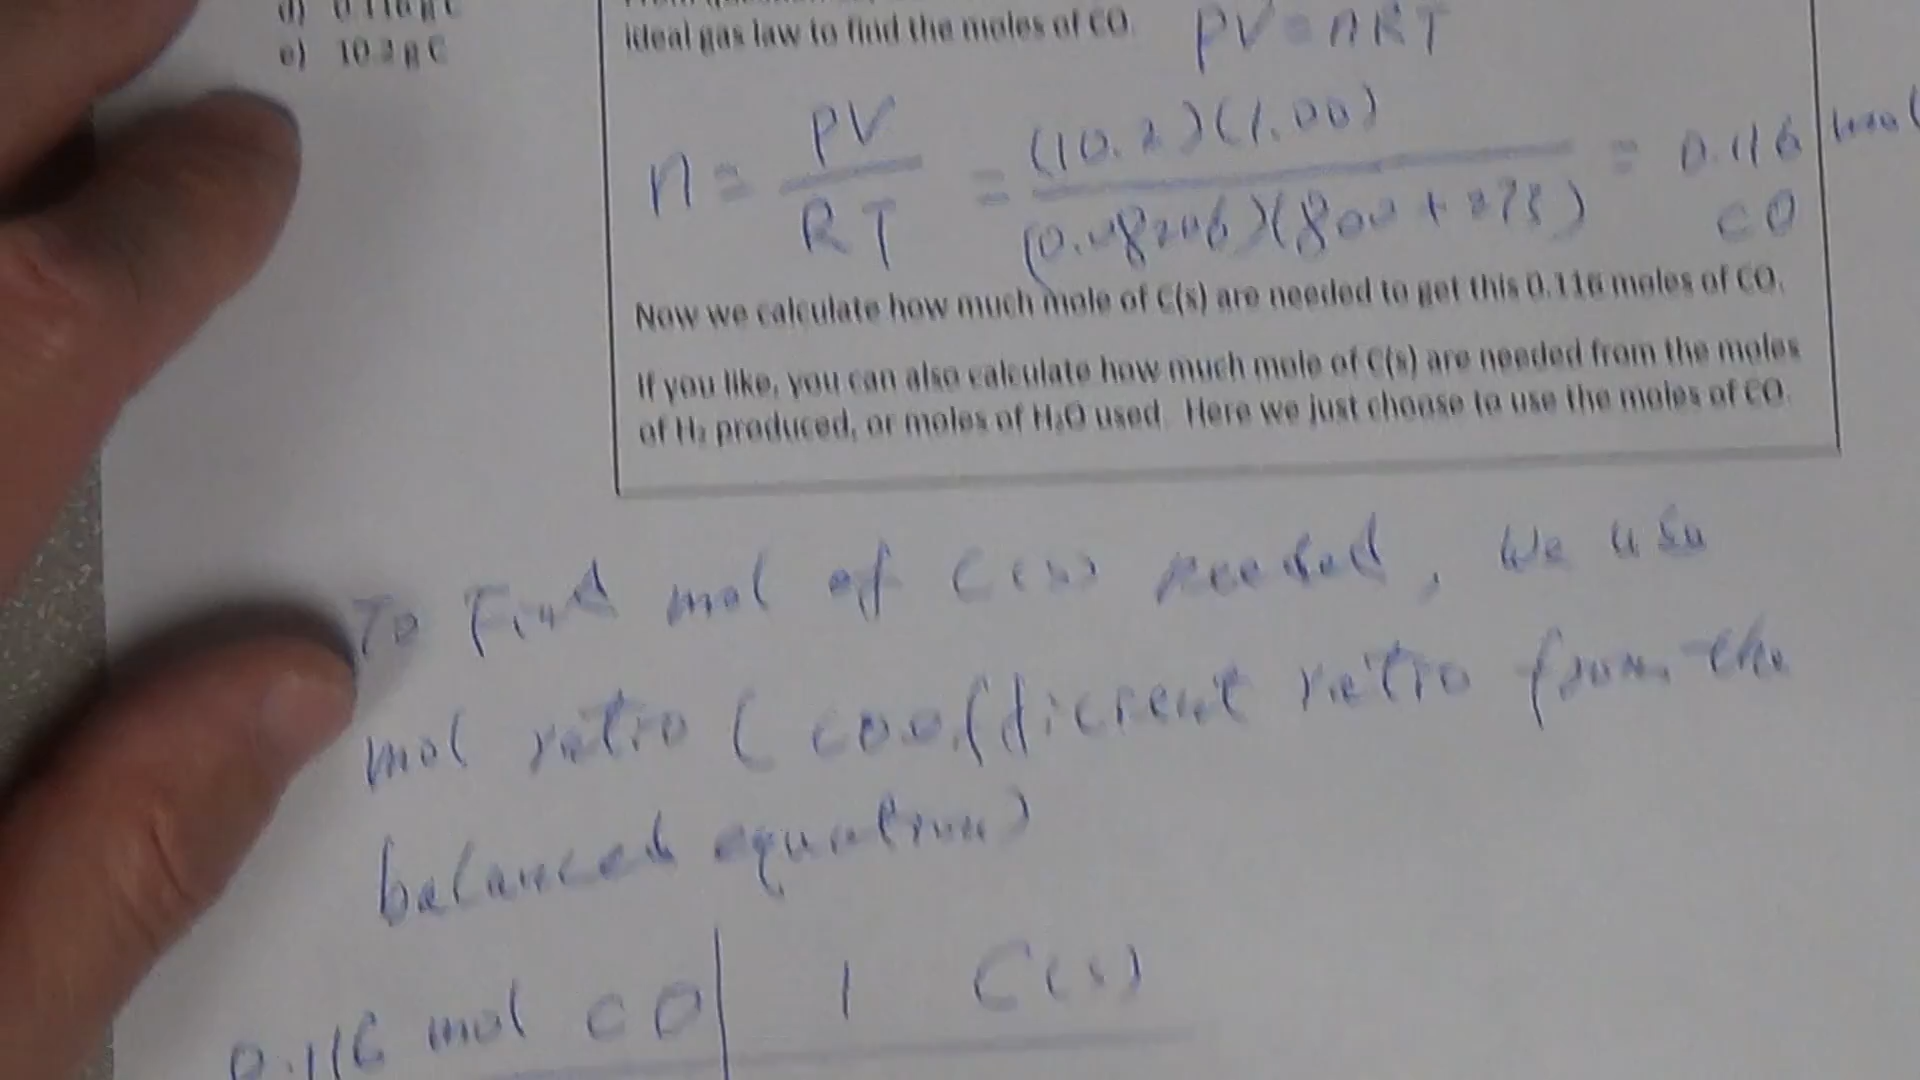 d) 0.116 g C
e) 10.2 g C
ideal gas law to find the moles of CO. PV = nRT
n = PV / RT = (10.2)(1.00) / (0.08206)(800 + 273) = 0.116 mol CO
Now we calculate how much mole of C(s) are needed to get this 0.116 moles of CO.
If you like, you can also calculate how much mole of C(s) are needed from the moles
of H₂ produced, or moles of H₂O used. Here we just choose to use the moles of CO.
To Find mol of C(s) needed, we use
mol ratio (coefficient ratio from the
balanced equation)
0.116 mol CO | 1 C(s)